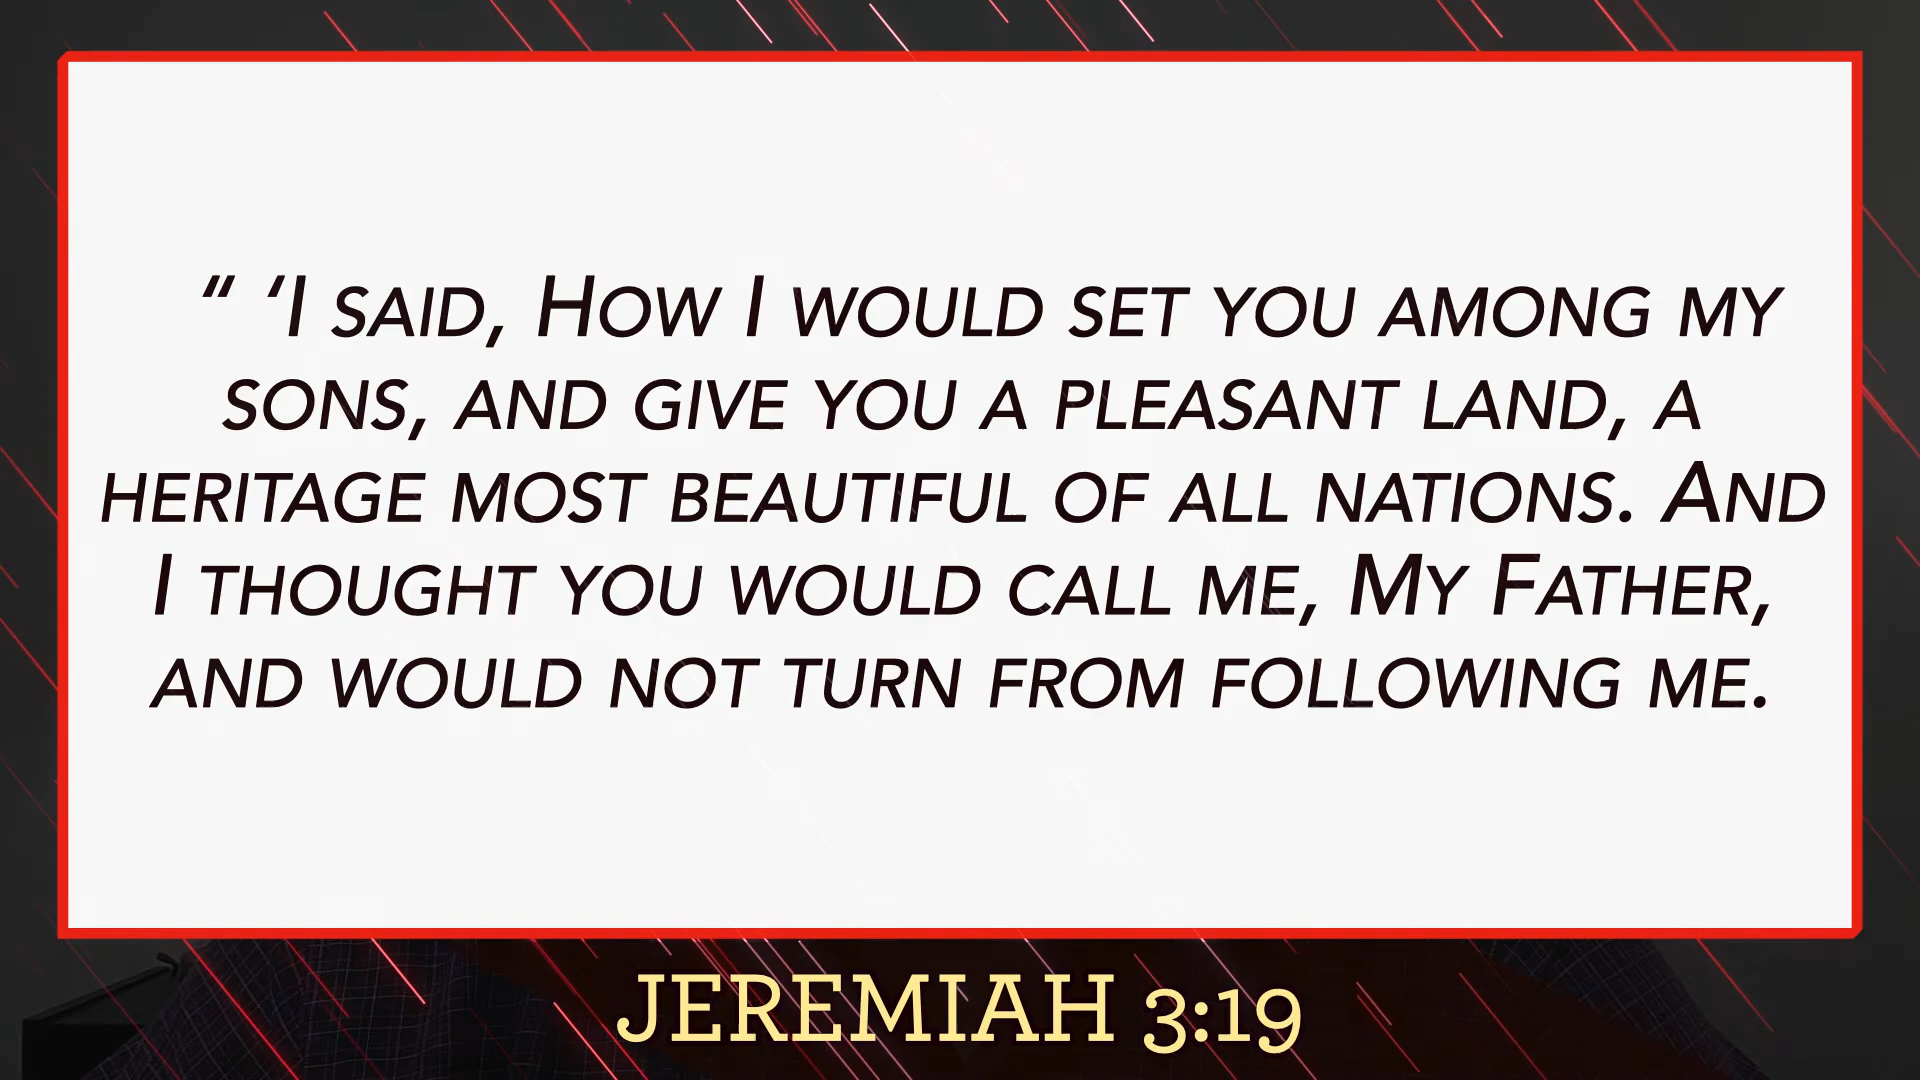 “ ‘I said, How I would set you among my
sons, and give you a pleasant land, a
heritage most beautiful of all nations. And
I thought you would call me, My Father,
and would not turn from following me.
JEREMIAH 3:19